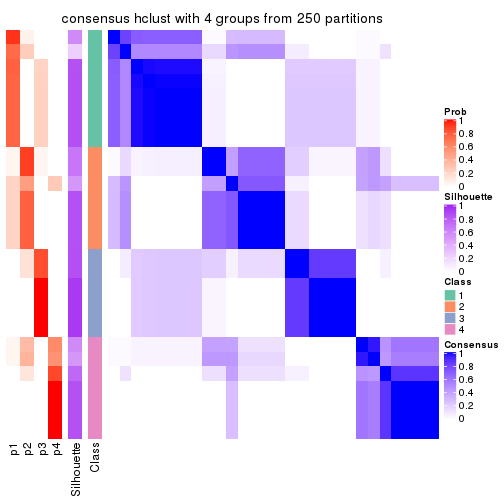 consensus hclust with 4 groups from 250 partitions
Prob
1
0.8
0.6
0.4
0.2
0
Silhouette
1
0.8
0.6
0.4
0.2
0
Class
1
2
3
4
Consensus
1
0.8
0.6
0.4
0.2
0
p1
p2
p3
p4
Silhouette
Class